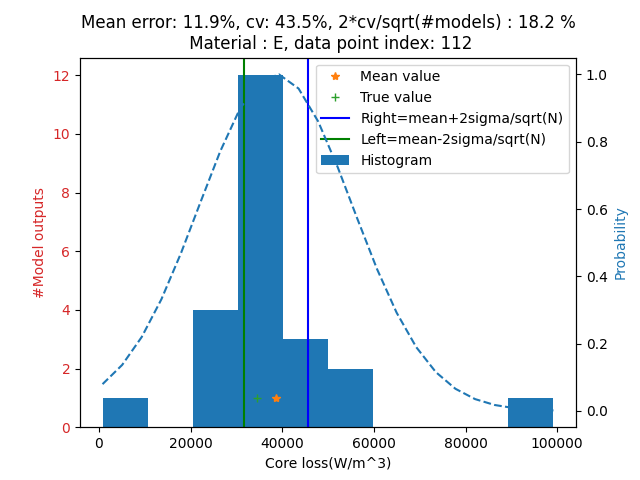 Mean error: 11.9%, cv: 43.5%, 2*cv/sqrt(#models) : 18.2 %
Material : E, data point index: 112
12
10
8
6
4
2
0
#Model outputs
Mean value
True value
Right=mean+2sigma/sqrt(N)
Left=mean-2sigma/sqrt(N)
Histogram
1.0
0.8
0.6
0.4
0.2
0.0
Probability
0
20000
40000
60000
80000
100000
Core loss(W/m^3)